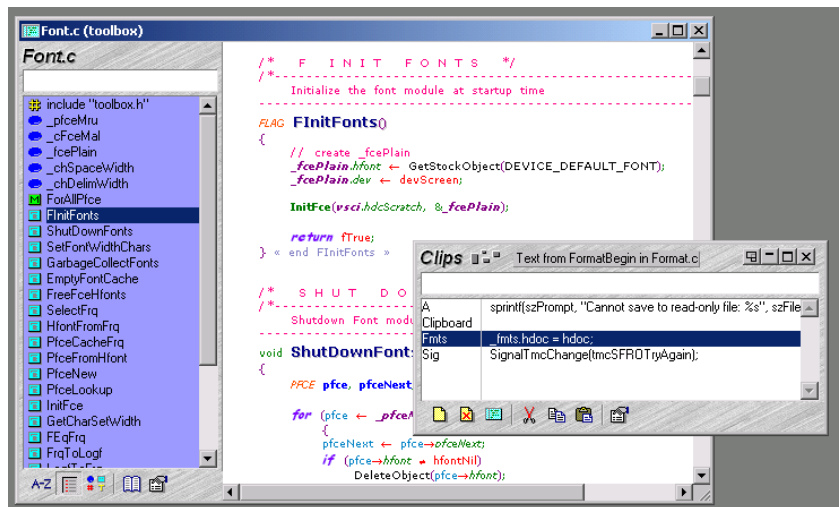 Font.c (toolbox)
Font.c
include "toolbox.h"
_pfceMru
_cFceMal
_fcePlain
_chSpaceWidth
_chDelimWidth
ForAllPfce
FInitFonts
ShutDownFonts
SetFontWidthChars
GarbageCollectFonts
EmptyFontCache
FreeFceHfonts
SelectFrq
HfontFromFrq
PfceCacheFrq
PfceFromHfont
PfceNew
PfceLookup
InitFce
GetCharSetWidth
FEqFrq
FrqToLogf
LogfToFrq
A-Z
/* F INIT FONTS */
/*--------------------------------------------------
Initialize the font module at startup time
--------------------------------------------------
FLAG FInitFonts()
{
// create _fcePlain
_fcePlain.hfont ← GetStockObject(DEVICE_DEFAULT_FONT);
_fcePlain.dev ← devScreen;
InitFce(vsci.hdcScratch, &_fcePlain);
return fTrue;
} « end FInitFonts »
/* SHUT DO
/*--------------------
Shutdown Font modu
--------------------
void ShutDownFont
{
PFCE pfce, pfceNext
for (pfce ← _pfceM
{
pfceNext ← pfce→pfceNext;
if (pfce→hfont ≠ hfontNil)
DeleteObject(pfce→hfont);
Clips
Text from FormatBegin in Format.c
A sprintf(szPrompt, "Cannot save to read-only file: %s", szFile
Clipboard
Fmts _fmts.hdoc = hdoc;
Sig SignalTmcChange(tmcSFROTryAgain);